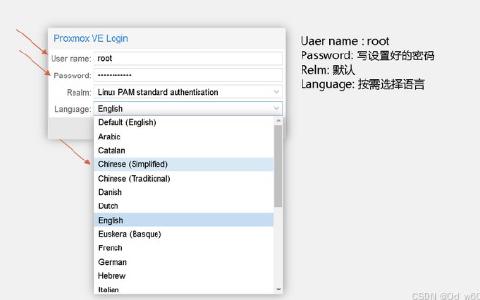 Proxmox VE Login
User name: root
Password: ••••••••••••
Realm: Linux PAM standard authentication
Language: English
Default (English)
Arabic
Catalan
Chinese (Simplified)
Chinese (Traditional)
Danish
Dutch
English
Euskera (Basque)
French
German
Hebrew
Italian
Uaer name : root
Password: 写设置好的密码
Relm: 默认
Language: 按需选择语言